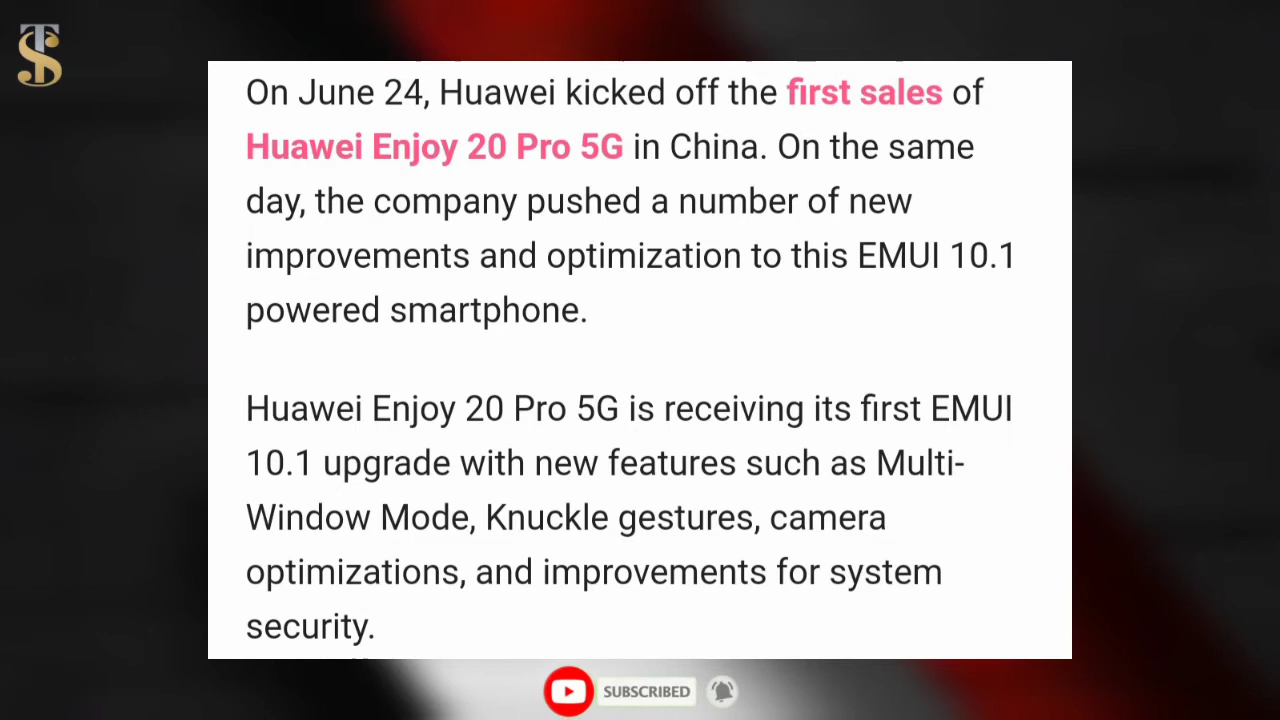 TS
On June 24, Huawei kicked off the first sales of
Huawei Enjoy 20 Pro 5G in China. On the same
day, the company pushed a number of new
improvements and optimization to this EMUI 10.1
powered smartphone.
Huawei Enjoy 20 Pro 5G is receiving its first EMUI
10.1 upgrade with new features such as Multi-
Window Mode, Knuckle gestures, camera
optimizations, and improvements for system
security.
SUBSCRIBED